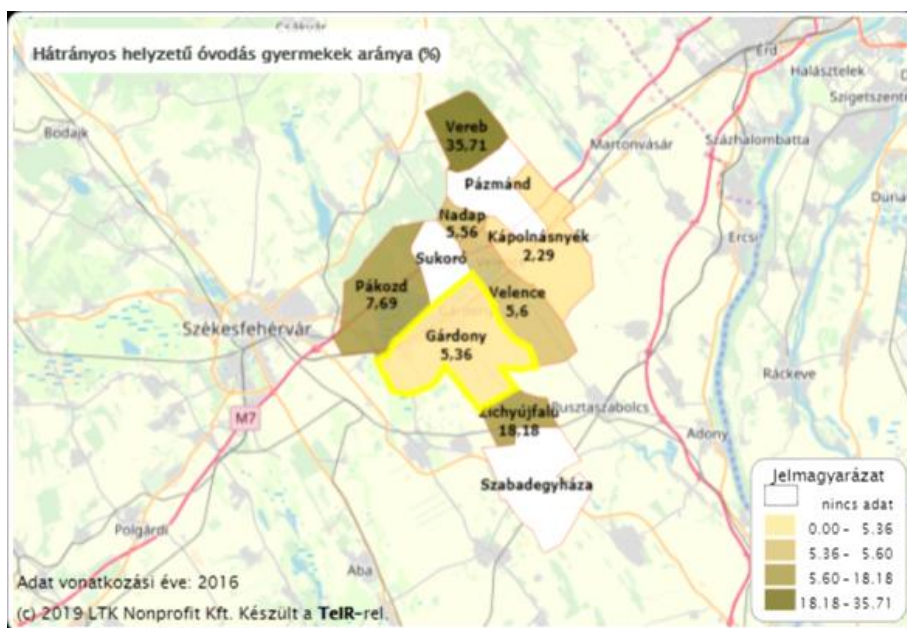 Hátrányos helyzetű óvodás gyermekek aránya (%)
Érd
Halásztelek
Szigetszent
Bodajk
Vereb
35,71
Martonvásár
Százhalombatta
Pázmánd
Nadap
5,56
Kápolnásnyék
2,29
Ercsi
Sukoró
Pákozd
7,69
Velence
5,6
Székesfehérvár
Gárdony
5,36
Ráckeve
M7
Zichyújfalu
18,18
Pusztaszabolcs
Adony
Szabadegyháza
Polgárdi
Aba
Jelmagyarázat
nincs adat
0.00 - 5.36
5.36 - 5.60
5.60 - 18.18
18.18 - 35.71
Adat vonatkozási éve: 2016
(c) 2019 LTK Nonprofit Kft. Készült a TeIR-rel.